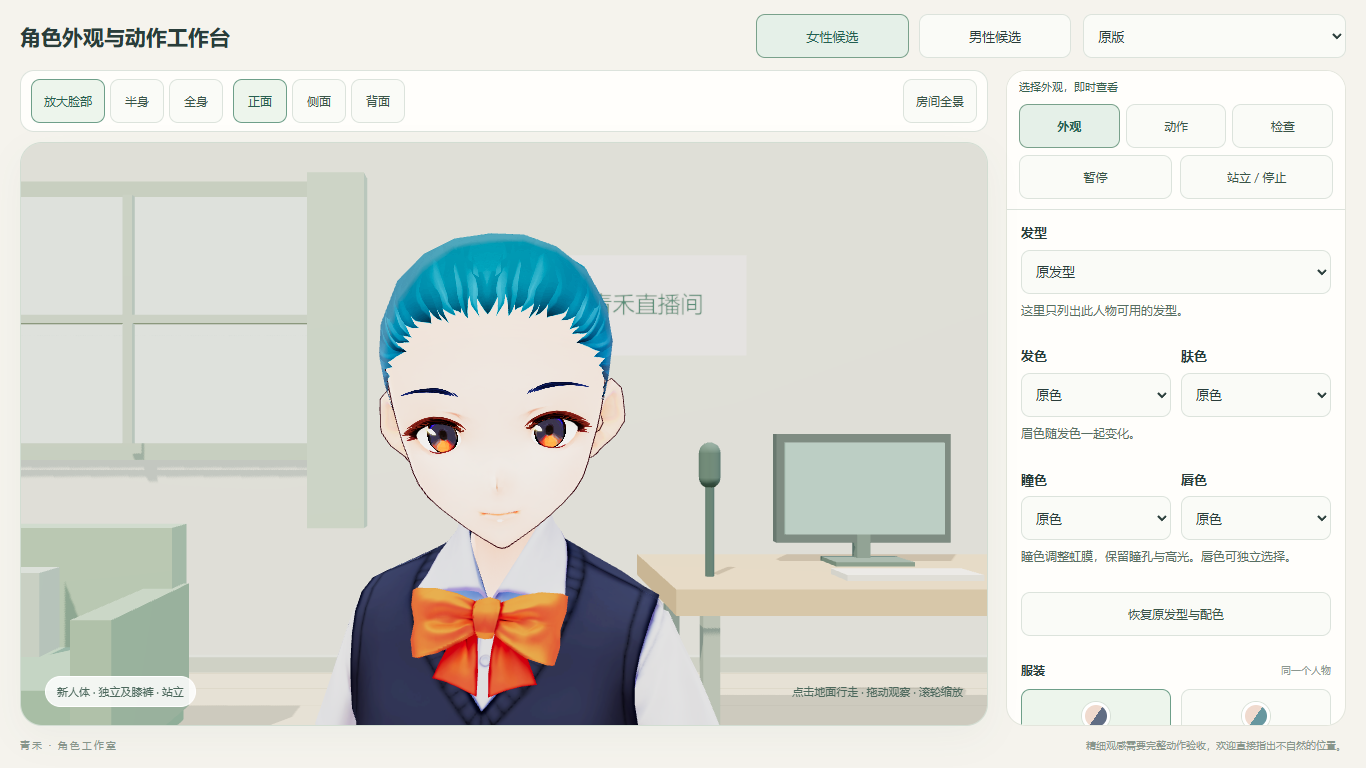 角色外观与动作工作台
女性候选
男性候选
原版
放大脸部
半身
全身
正面
侧面
背面
房间全景
禾直播间
新人体 · 独立及膝裤 · 站立
点击地面行走 · 拖动观察 · 滚轮缩放
选择外观，即时查看
外观
动作
检查
暂停
站立 / 停止
发型
原发型
这里只列出此人物可用的发型。
发色
肤色
原色
原色
眉色随发色一起变化。
瞳色
唇色
原色
原色
瞳色调整虹膜，保留瞳孔与高光。唇色可独立选择。
恢复原发型与配色
服装
同一个人物
青禾 · 角色工作室
精细观感需要完整动作验收，欢迎直接指出不自然的位置。